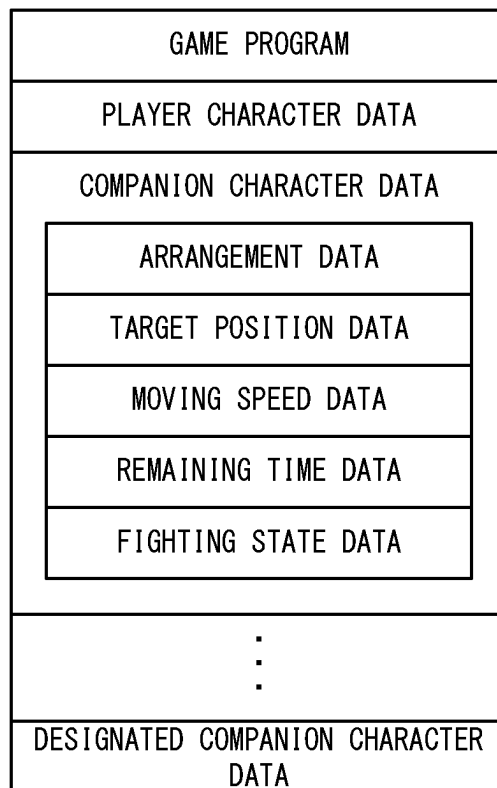 GAME PROGRAM
PLAYER CHARACTER DATA
COMPANION CHARACTER DATA
ARRANGEMENT DATA
TARGET POSITION DATA
MOVING SPEED DATA
REMAINING TIME DATA
FIGHTING STATE DATA
DESIGNATED COMPANION CHARACTER
DATA